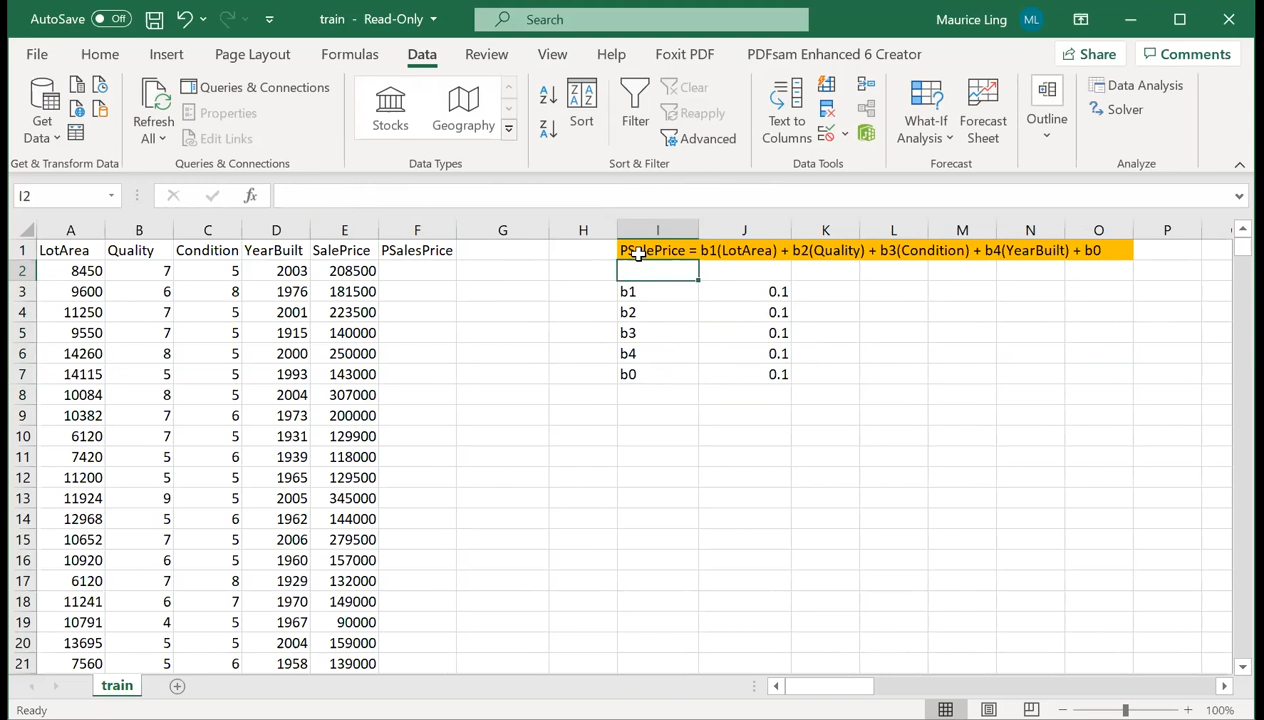 AutoSave Off train - Read-Only Search Maurice Ling ML
File Home Insert Page Layout Formulas Data Review View Help Foxit PDF PDFsam Enhanced 6 Creator Share Comments
Get Data
Refresh All
Queries & Connections
Properties
Edit Links
Stocks
Geography
Sort
Filter
Clear
Reapply
Advanced
Text to Columns
What-If Analysis
Forecast Sheet
Outline
Data Analysis
Solver
Get & Transform Data Queries & Connections Data Types Sort & Filter Data Tools Forecast Analyze
I2 fx
A B C D E F G H I J K L M N O P
1 LotArea Quality Condition YearBuilt SalePrice PSalesPrice PSalePrice = b1(LotArea) + b2(Quality) + b3(Condition) + b4(YearBuilt) + b0
2 8450 7 5 2003 208500
3 9600 6 8 1976 181500 b1 0.1
4 11250 7 5 2001 223500 b2 0.1
5 9550 7 5 1915 140000 b3 0.1
6 14260 8 5 2000 250000 b4 0.1
7 14115 5 5 1993 143000 b0 0.1
8 10084 8 5 2004 307000
9 10382 7 6 1973 200000
10 6120 7 5 1931 129900
11 7420 5 6 1939 118000
12 11200 5 5 1965 129500
13 11924 9 5 2005 345000
14 12968 5 6 1962 144000
15 10652 7 5 2006 279500
16 10920 6 5 1960 157000
17 6120 7 8 1929 132000
18 11241 6 7 1970 149000
19 10791 4 5 1967 90000
20 13695 5 5 2004 159000
21 7560 5 6 1958 139000
train
Ready 100%